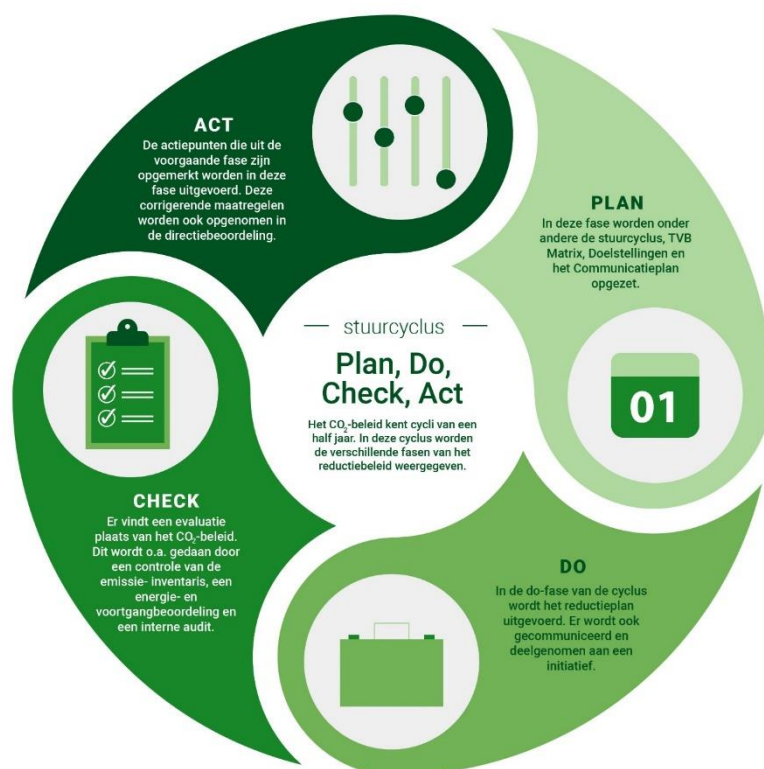 ACT
De actiepunten die uit de
voorgaande fase zijn
opgemerkt worden in deze
fase uitgevoerd. Deze
corrigerende maatregelen
worden ook opgenomen in
de directiebeoordeling.
PLAN
In deze fase worden onder
andere de stuurcyclus, TVB
Matrix, Doelstellingen en
het Communicatieplan
opgezet.
01
stuurcyclus
Plan, Do,
Check, Act
Het CO₂-beleid kent cycli van een
half jaar. In deze cyclus worden
de verschillende fasen van het
reductiebeleid weergegeven.
CHECK
Er vindt een evaluatie
plaats van het CO₂-beleid.
Dit wordt o.a. gedaan door
een controle van de
emissie- inventaris, een
energie- en
voortgangbeoordeling en
een interne audit.
DO
In de do-fase van de cyclus
wordt het reductieplan
uitgevoerd. Er wordt ook
gecommuniceerd en
deelgenomen aan een
initiatief.